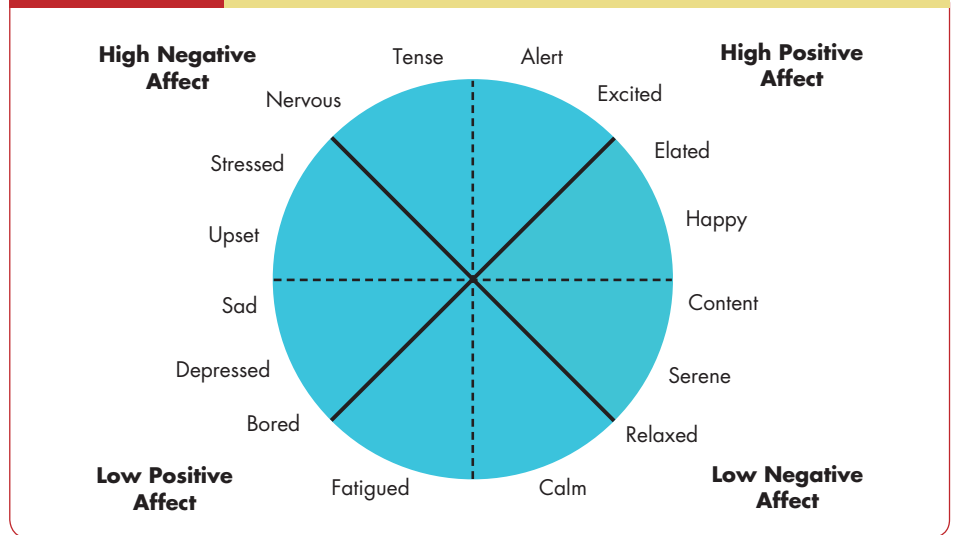 High Negative
Affect
Tense
Alert
High Positive
Affect
Nervous
Excited
Stressed
Elated
Upset
Happy
Sad
Content
Depressed
Serene
Bored
Relaxed
Low Positive
Affect
Fatigued
Calm
Low Negative
Affect